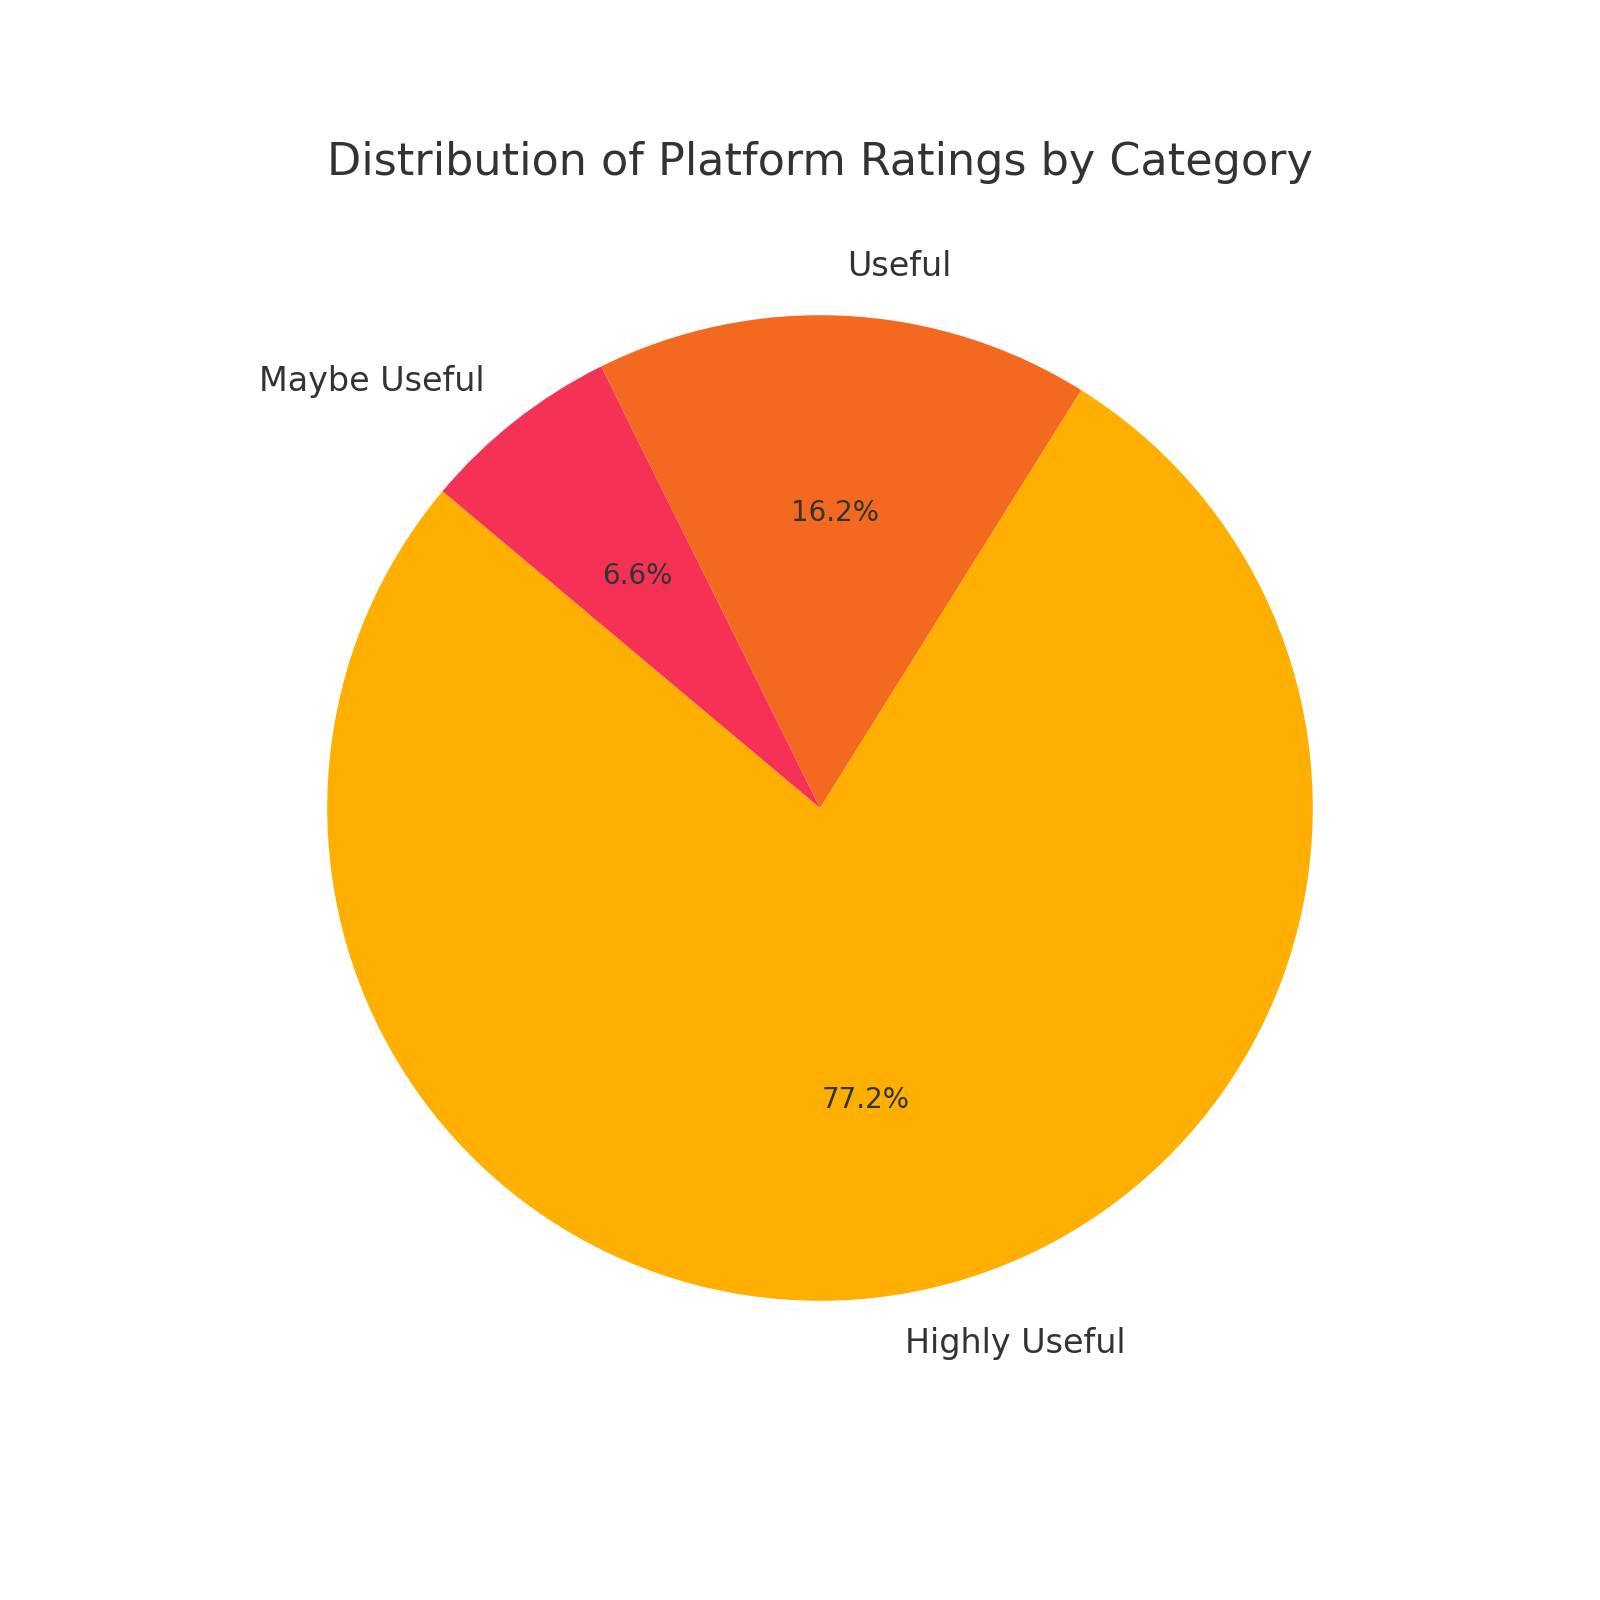 Distribution of Platform Ratings by Category
Useful
Maybe Useful
16.2%
6.6%
77.2%
Highly Useful